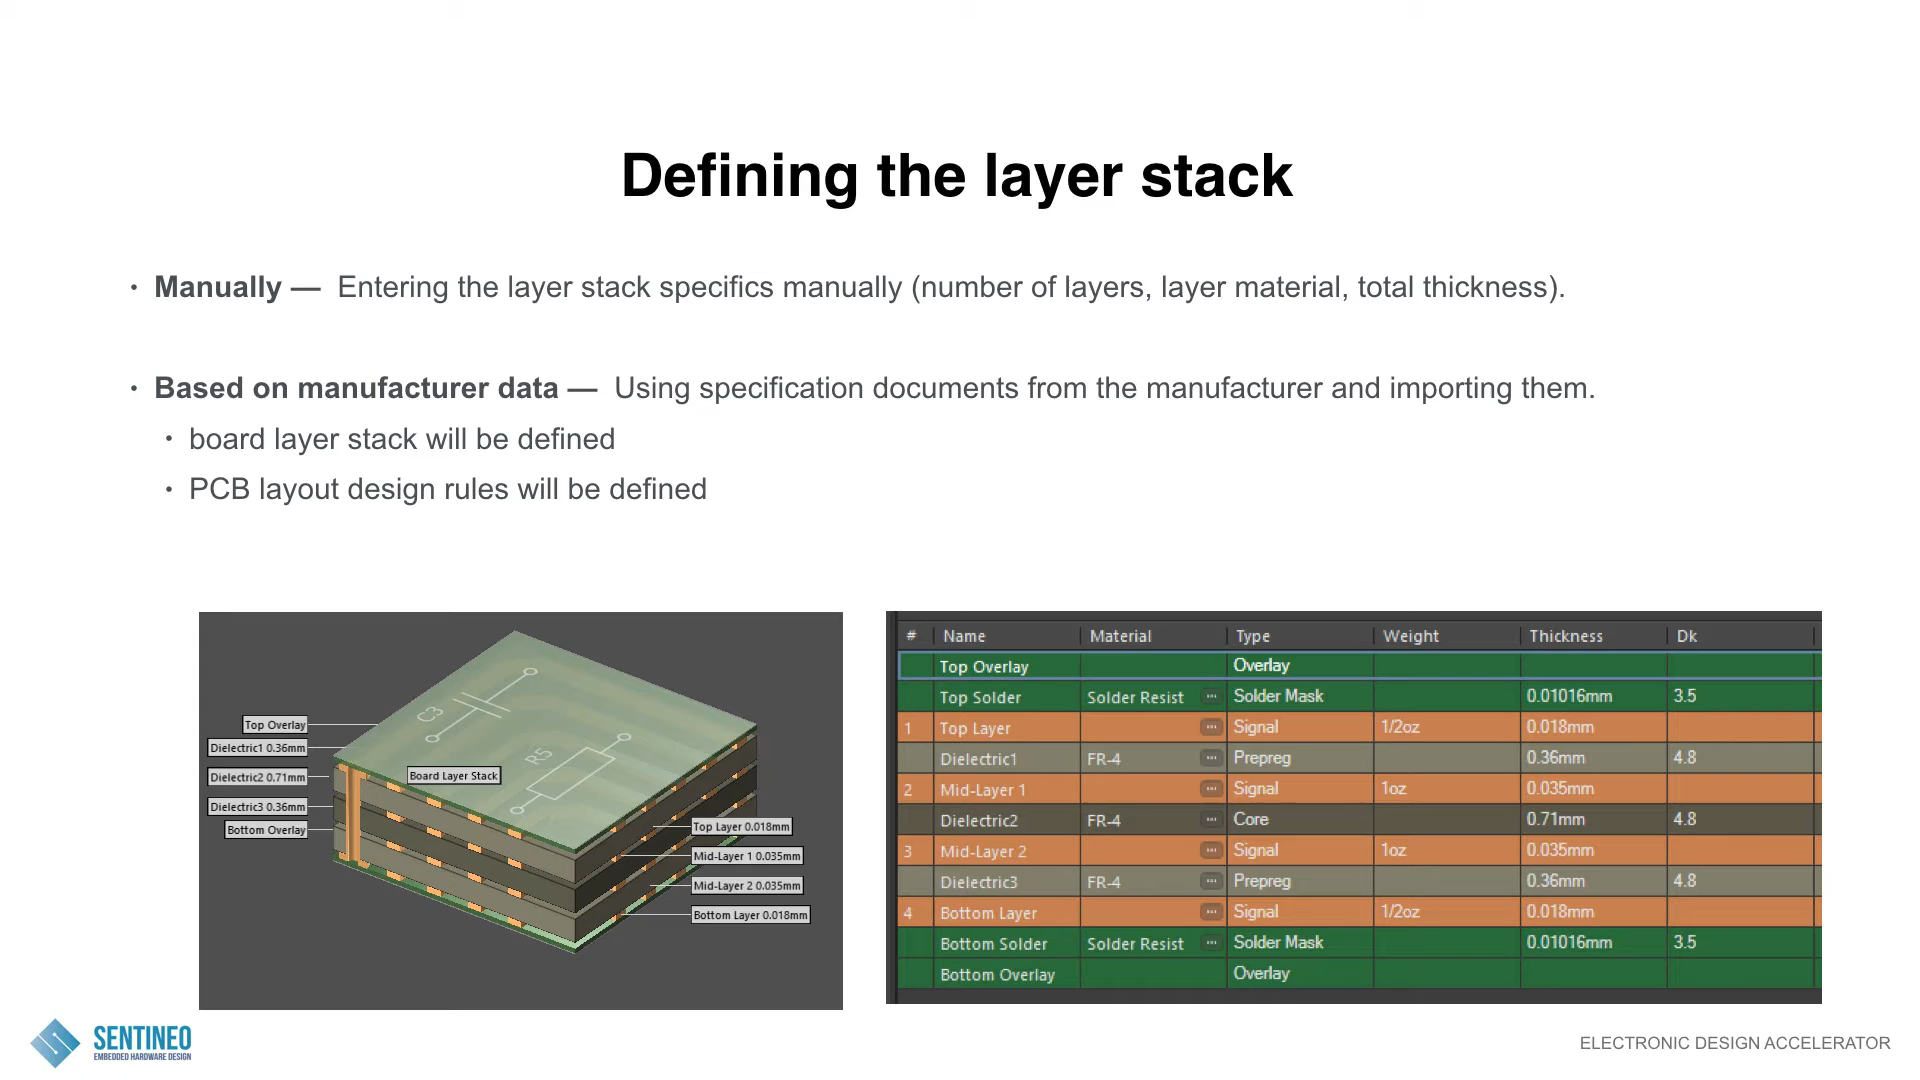 Defining the layer stack
• Manually — Entering the layer stack specifics manually (number of layers, layer material, total thickness).
• Based on manufacturer data — Using specification documents from the manufacturer and importing them.
• board layer stack will be defined
• PCB layout design rules will be defined
C3
R5
Board Layer Stack
Top Overlay
Dielectric1 0.36mm
Dielectric2 0.71mm
Dielectric3 0.36mm
Bottom Overlay
Top Layer 0.018mm
Mid-Layer 1 0.035mm
Mid-Layer 2 0.035mm
Bottom Layer 0.018mm
# Name Material Type Weight Thickness Dk
Top Overlay Overlay
Top Solder Solder Resist ... Solder Mask 0.01016mm 3.5
1 Top Layer ... Signal 1/2oz 0.018mm
Dielectric1 FR-4 ... Prepreg 0.36mm 4.8
2 Mid-Layer 1 ... Signal 1oz 0.035mm
Dielectric2 FR-4 ... Core 0.71mm 4.8
3 Mid-Layer 2 ... Signal 1oz 0.035mm
Dielectric3 FR-4 ... Prepreg 0.36mm 4.8
4 Bottom Layer ... Signal 1/2oz 0.018mm
Bottom Solder Solder Resist ... Solder Mask 0.01016mm 3.5
Bottom Overlay Overlay
SENTINEO
EMBEDDED HARDWARE DESIGN
ELECTRONIC DESIGN ACCELERATOR